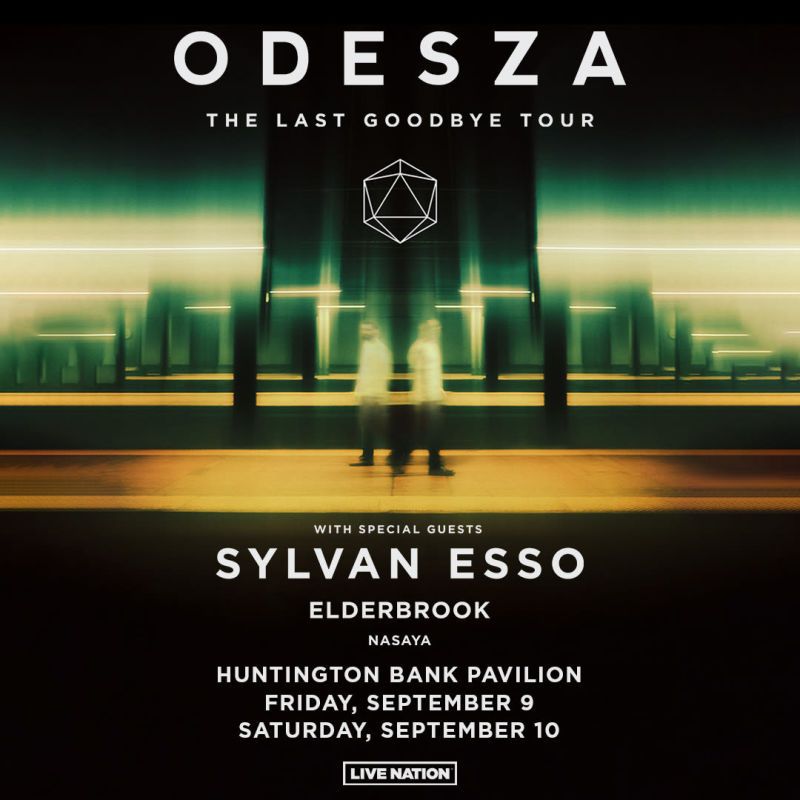 ODESZA
THE LAST GOODBYE TOUR
WITH SPECIAL GUESTS
SYLVAN ESSO
ELDERBROOK
NASAYA
HUNTINGTON BANK PAVILION
FRIDAY, SEPTEMBER 9
SATURDAY, SEPTEMBER 10
LIVE NATION